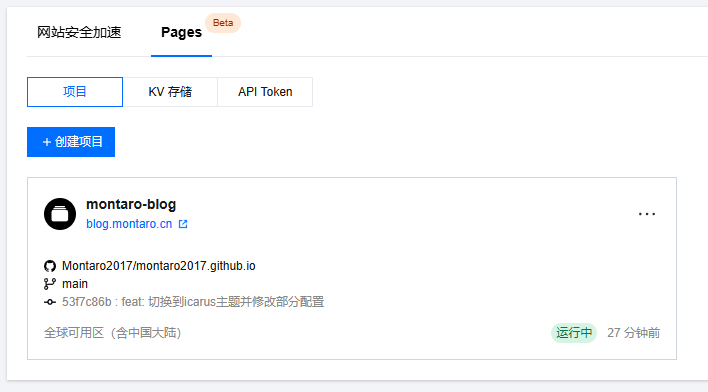 网站安全加速
Pages
Beta
项目
KV 存储
API Token
+ 创建项目
montaro-blog
blog.montaro.cn
...
Montaro2017/montaro2017.github.io
main
53f7c86b : feat: 切换到icarus主题并修改部分配置
全球可用区（含中国大陆）
运行中
27 分钟前